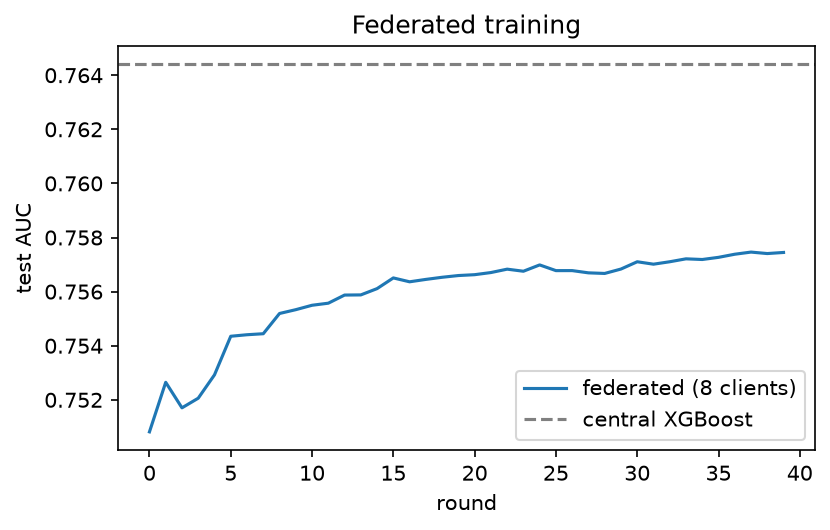 Federated training
0.764
0.762
0.760
0.758
0.756
0.754
0.752
test AUC
0 5 10 15 20 25 30 35 40
round
federated (8 clients)
central XGBoost